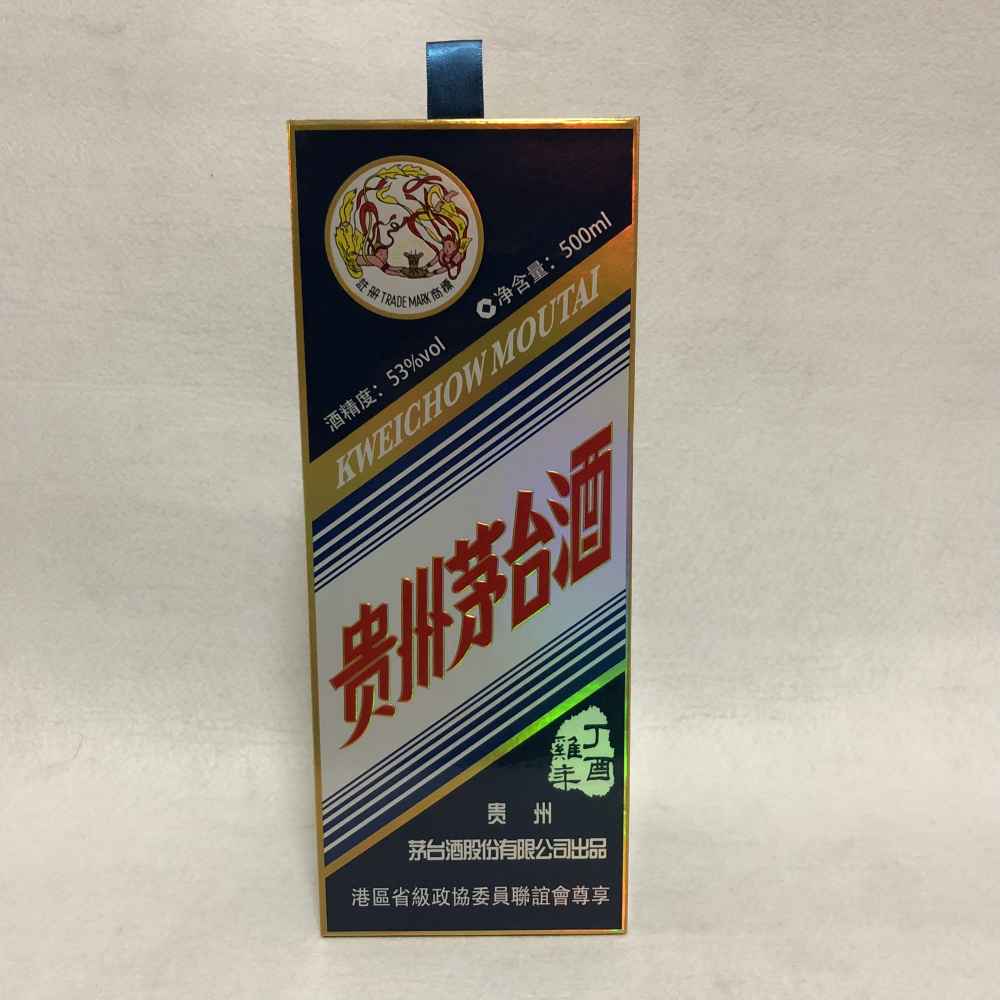 註册 TRADE MARK 商標
净含量：500ml
酒精度：53%vol
KWEICHOW MOUTAI
贵州茅台酒
丁酉
雞年
贵州
茅台酒股份有限公司出品
港區省級政協委員聯誼會尊享